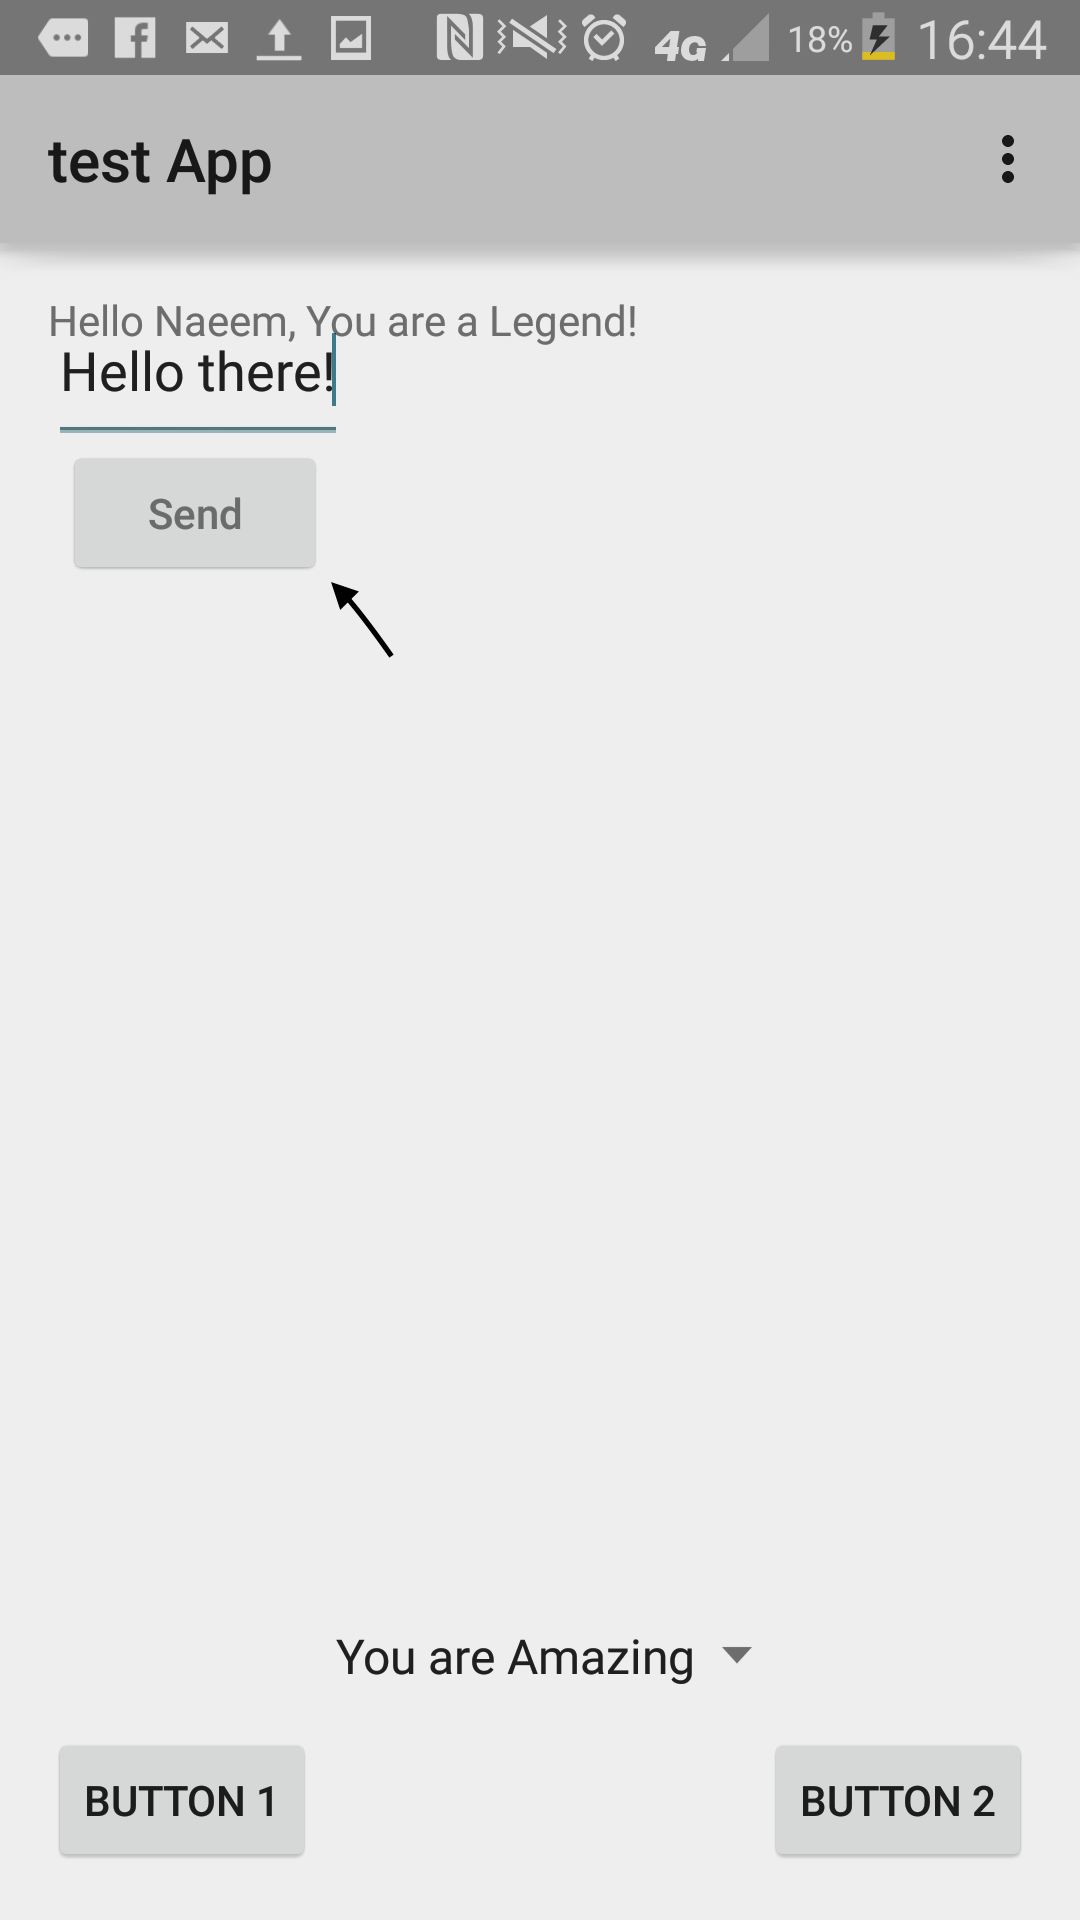 4G 18% 16:44
test App
Hello Naeem, You are a Legend!
Hello there!
Send
You are Amazing
BUTTON 1 BUTTON 2